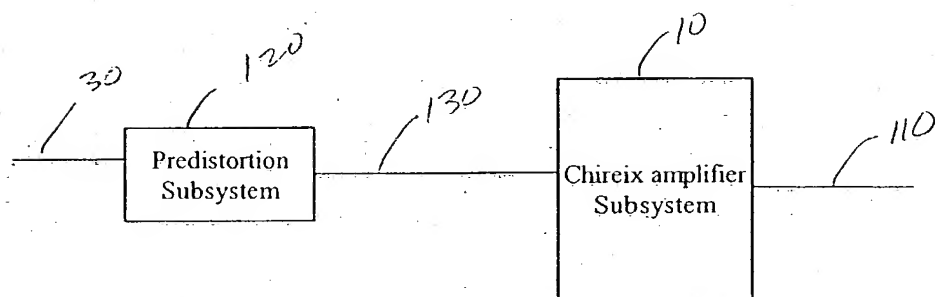 30
120
130
10
110
Predistortion
Subsystem
Chireix amplifier
Subsystem